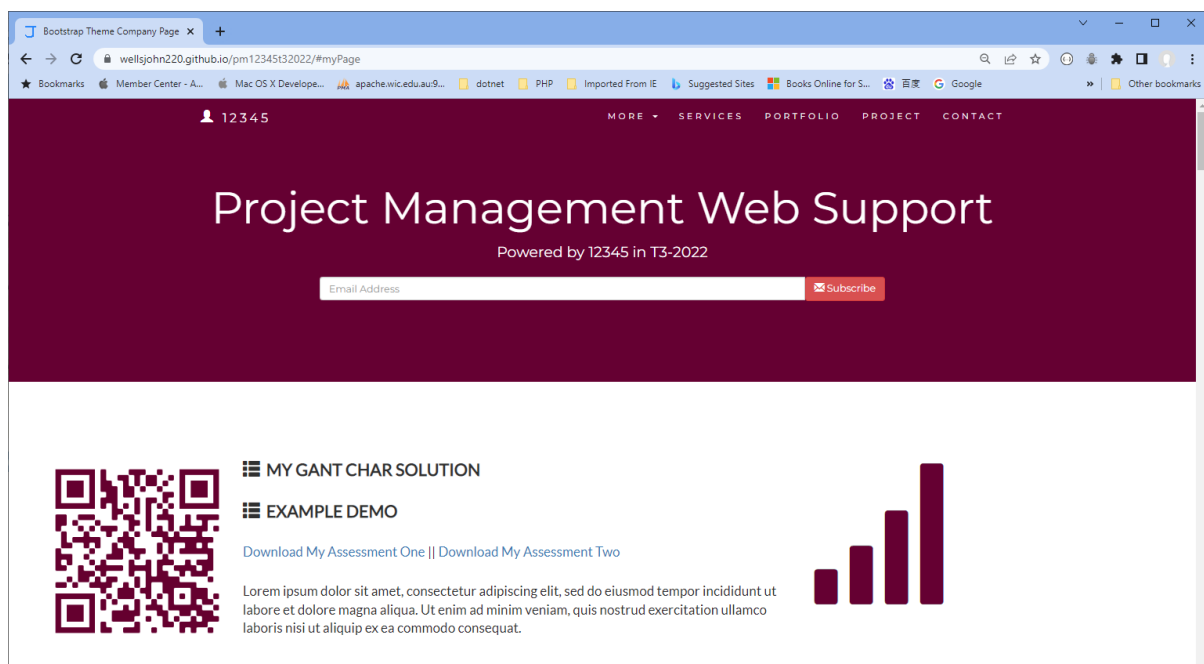 Bootstrap Theme Company Page
wellsjohn220.github.io/pm12345t32022/#myPage
Bookmarks Member Center - A... Mac OS X Develope... apache.wic.edu.au:9... dotnet PHP Imported From IE Suggested Sites Books Online for S... 百度 Google » Other bookmarks
12345 MORE SERVICES PORTFOLIO PROJECT CONTACT
Project Management Web Support
Powered by 12345 in T3-2022
Email Address Subscribe
MY GANT CHAR SOLUTION
EXAMPLE DEMO
Download My Assessment One || Download My Assessment Two
Lorem ipsum dolor sit amet, consectetur adipiscing elit, sed do eiusmod tempor incididunt ut
labore et dolore magna aliqua. Ut enim ad minim veniam, quis nostrud exercitation ullamco
laboris nisi ut aliquip ex ea commodo consequat.